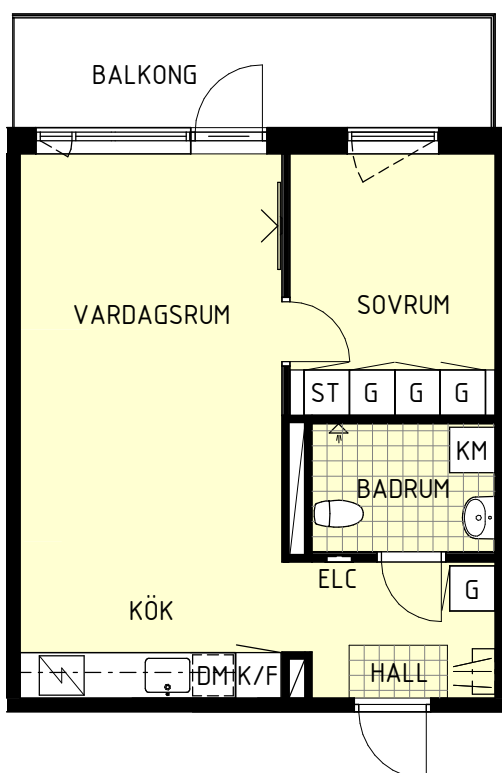 BALKONG
VARDAGSRUM
SOVRUM
ST G G G
KM
BADRUM
ELC
G
KÖK
DM K/F
HALL